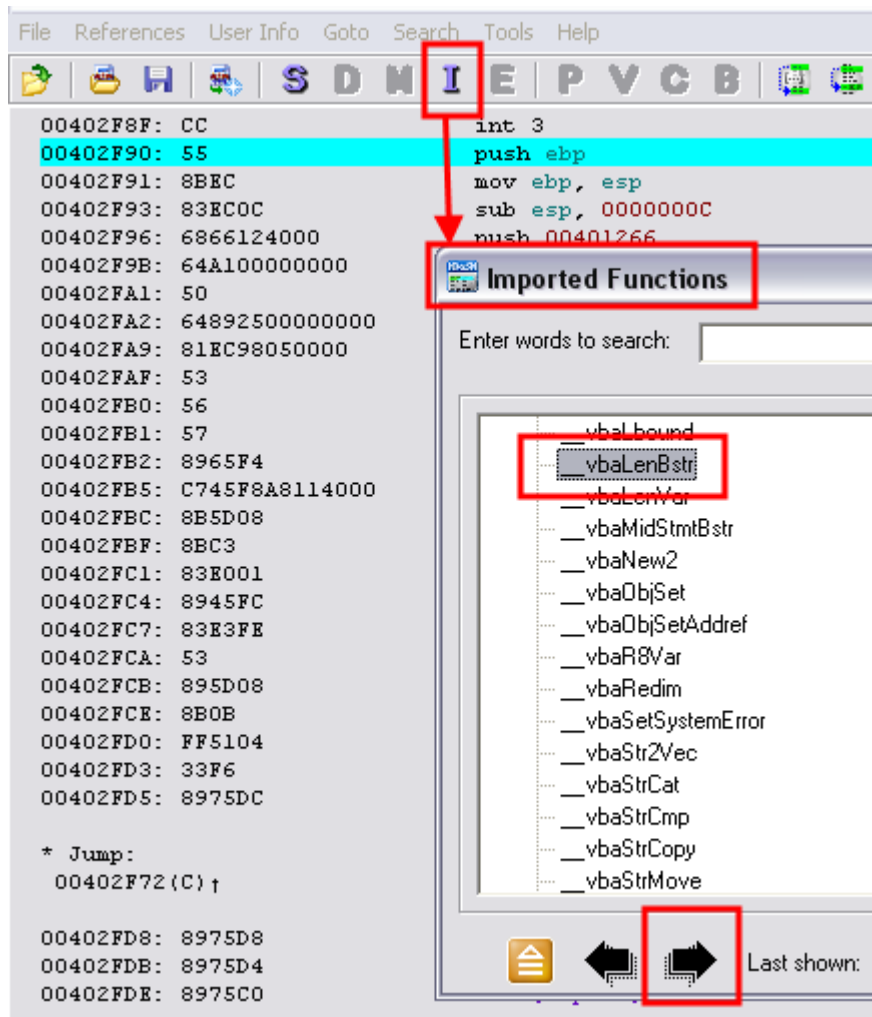 File References User Info Goto Search Tools Help
S D M I E P V C B
00402F8F: CC int 3
00402F90: 55 push ebp
00402F91: 8BEC mov ebp, esp
00402F93: 83EC0C sub esp, 0000000C
00402F96: 6866124000 push 00401266
00402F9B: 64A100000000
00402FA1: 50
00402FA2: 64892500000000
00402FA9: 81EC98050000
00402FAF: 53
00402FB0: 56
00402FB1: 57
00402FB2: 8965F4
00402FB5: C745F8A8114000
00402FBC: 8B5D08
00402FBF: 8BC3
00402FC1: 83E001
00402FC4: 8945FC
00402FC7: 83E3FE
00402FCA: 53
00402FCB: 895D08
00402FCE: 8B0B
00402FD0: FF5104
00402FD3: 33F6
00402FD5: 8975DC
* Jump:
00402F72(C)↑
00402FD8: 8975D8
00402FDB: 8975D4
00402FDE: 8975C0
Imported Functions
Enter words to search:
__vbaLbound
__vbaLenBstr
__vbaLenVar
__vbaMidStmtBstr
__vbaNew2
__vbaObjSet
__vbaObjSetAddref
__vbaR8Var
__vbaRedim
__vbaSetSystemError
__vbaStr2Vec
__vbaStrCat
__vbaStrCmp
__vbaStrCopy
__vbaStrMove
Last shown: